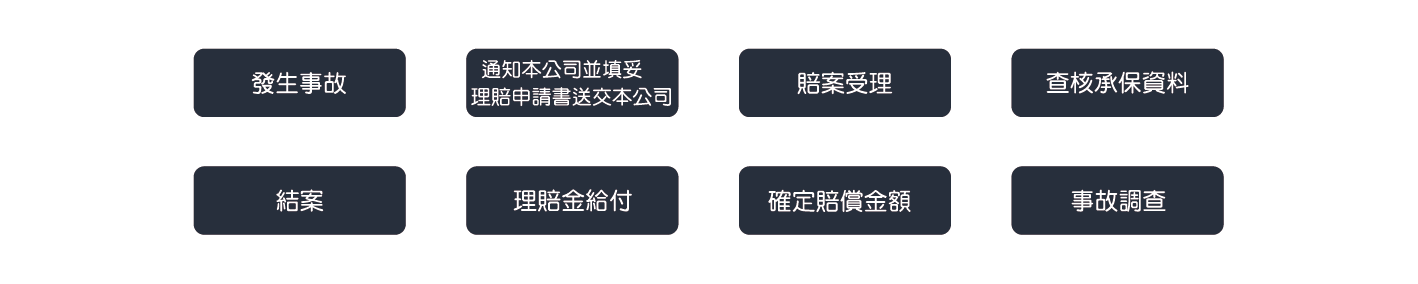 發生事故
通知本公司並填妥
理賠申請書送交本公司
賠案受理
查核承保資料
結案
理賠金給付
確定賠償金額
事故調查